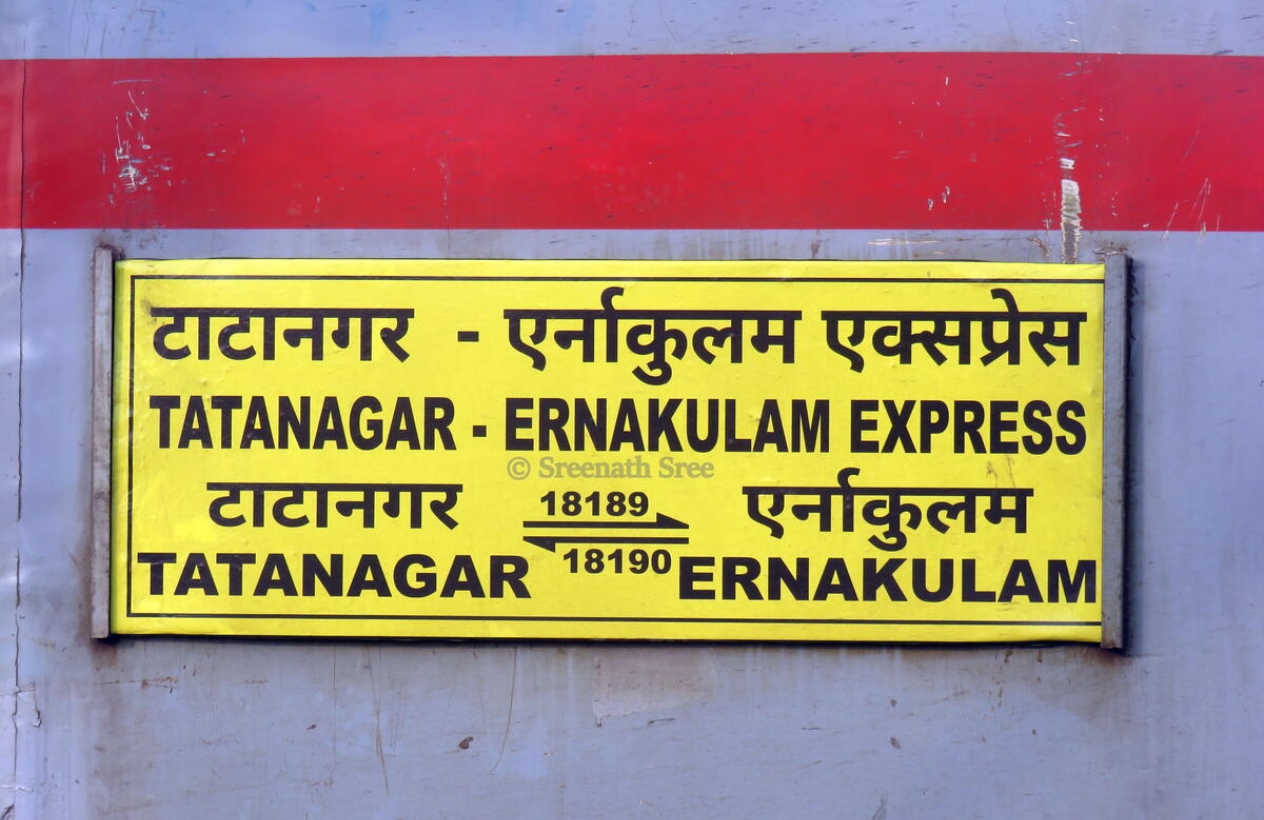 टाटानगर - एर्नाकुलम एक्सप्रेस
TATANAGAR - ERNAKULAM EXPRESS
© Sreenath Sree
टाटानगर 18189 एर्नाकुलम
TATANAGAR 18190 ERNAKULAM